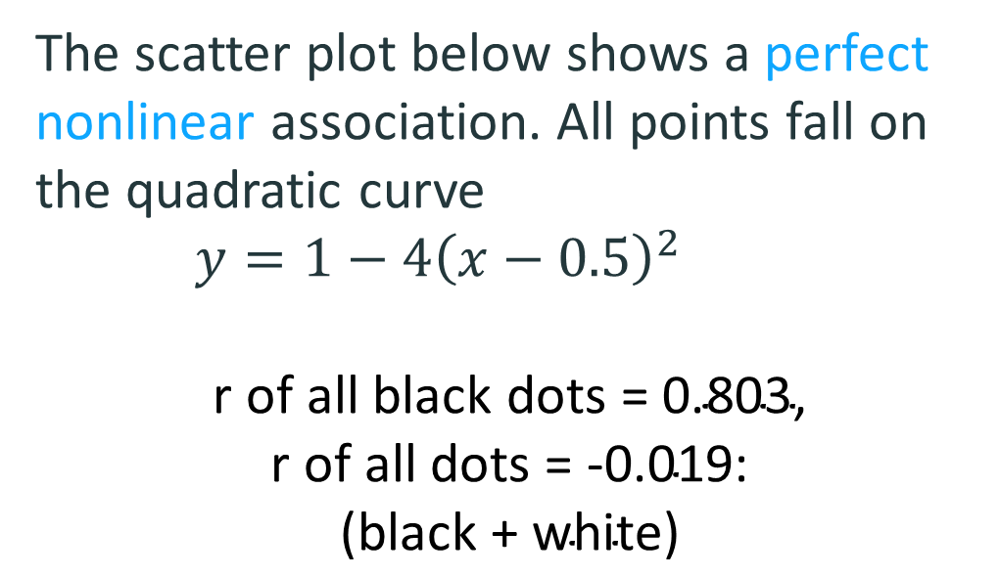 The scatter plot below shows a perfect
nonlinear association. All points fall on
the quadratic curve
y = 1 − 4(x − 0.5)²
r of all black dots = 0.803,
r of all dots = -0.019:
(black + white)